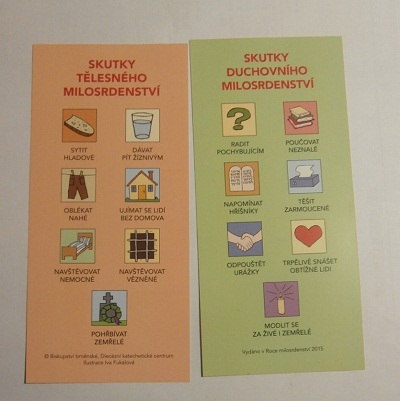 SKUTKY
TĚLESNÉHO
MILOSRDENSTVÍ
SYTIT
HLADOVÉ
DÁVAT
PÍT ŽÍZNIVÝM
OBLÉKAT
NAHÉ
UJÍMAT SE LIDÍ
BEZ DOMOVA
NAVŠTĚVOVAT
NEMOCNÉ
NAVŠTĚVOVAT
VĚZNĚNÉ
POHŘBÍVAT
ZEMŘELÉ
© Biskupství brněnské, Diecézní katechetické centrum
Ilustrace Iva Fukalová
SKUTKY
DUCHOVNÍHO
MILOSRDENSTVÍ
RADIT
POCHYBUJÍCÍM
POUČOVAT
NEZNALÉ
NAPOMÍNAT
HŘÍŠNÍKY
TĚŠIT
ZARMOUCENÉ
ODPOUŠTĚT
URÁŽKY
TRPĚLIVĚ SNÁŠET
OBTÍŽNÉ LIDI
MODLIT SE
ZA ŽIVÉ I ZEMŘELÉ
Vydáno v Roce milosrdenství 2015